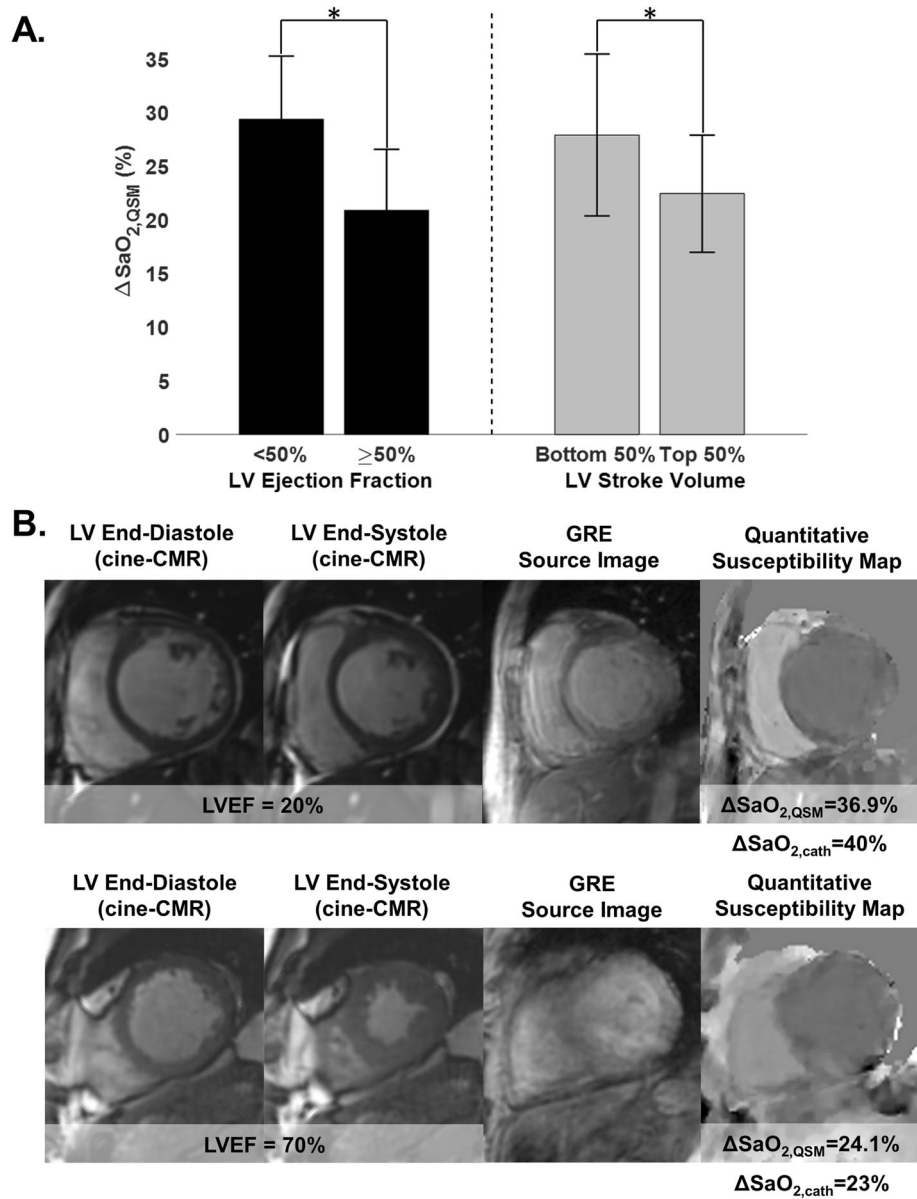 A.
* *
35
30
25
20
15
10
5
0
ΔSaO2,QSM (%)
<50% ≥50% Bottom 50% Top 50%
LV Ejection Fraction LV Stroke Volume
B.
LV End-Diastole LV End-Systole GRE Quantitative
(cine-CMR) (cine-CMR) Source Image Susceptibility Map
LVEF = 20% ΔSaO2,QSM=36.9%
ΔSaO2,cath=40%
LV End-Diastole LV End-Systole GRE Quantitative
(cine-CMR) (cine-CMR) Source Image Susceptibility Map
LVEF = 70% ΔSaO2,QSM=24.1%
ΔSaO2,cath=23%